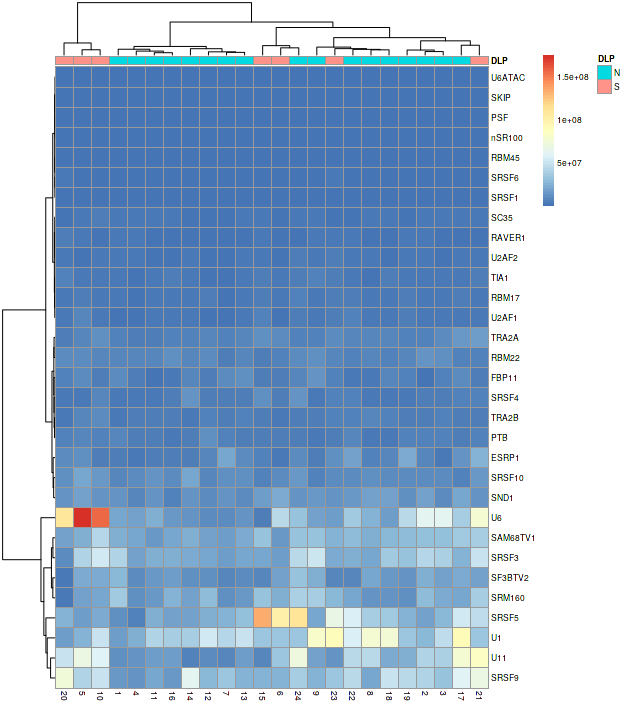 DLP
DLP
N
S
1.5e+08
1e+08
5e+07
U6ATAC
SKIP
PSF
nSR100
RBM45
SRSF6
SRSF1
SC35
RAVER1
U2AF2
TIA1
RBM17
U2AF1
TRA2A
RBM22
FBP11
SRSF4
TRA2B
PTB
ESRP1
SRSF10
SND1
U6
SAM68TV1
SRSF3
SF3BTV2
SRM160
SRSF5
U1
U11
SRSF9
20 5 10 1 4 11 16 14 12 7 13 15 6 24 9 23 22 8 18 19 2 3 17 21